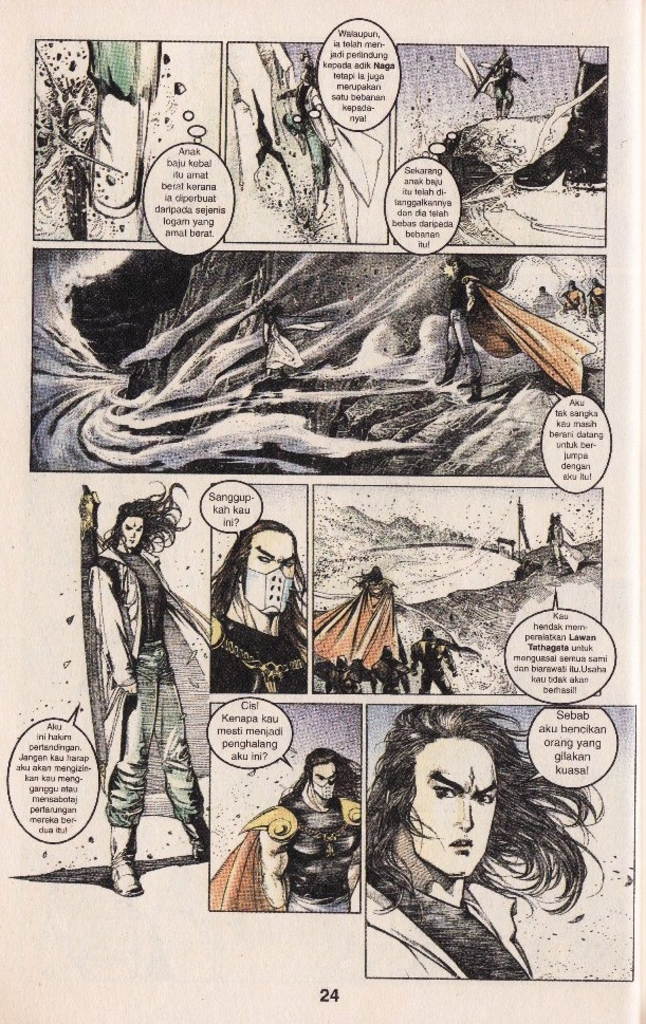 Anak
baju kebal
itu amat
berat kerana
ia diperbuat
daripada sejenis
logam yang
amat berat.
Walaupun,
ia telah men-
jadi perlindung
kepada adik Naga
tetapi ia juga
merupakan
satu bebanan
kepada-
nya!
Sekarang
anak baju
itu telah di-
tanggalkannya
dan dia telah
bebas daripada
bebanan
itu!
Aku
tak sangka
kau masih
berani datang
untuk ber-
jumpa
dengan
aku itu!
Aku
ini hakim
pertandingan.
Jangan kau harap
aku akan mengizin-
kan kau meng-
ganggu atau
mensabotaj
pertarungan
mereka ber-
dua itu!
Sanggup-
kah kau
ini?
Kau
hendak mem-
peralatkan Lawan
Tathagata untuk
menguasai semua sami
dan biarawati itu.Usaha
kau tidak akan
berhasil!
Cis!
Kenapa kau
mesti menjadi
penghalang
aku ini?
Sebab
aku bencikan
orang yang
gilakan
kuasa!
24